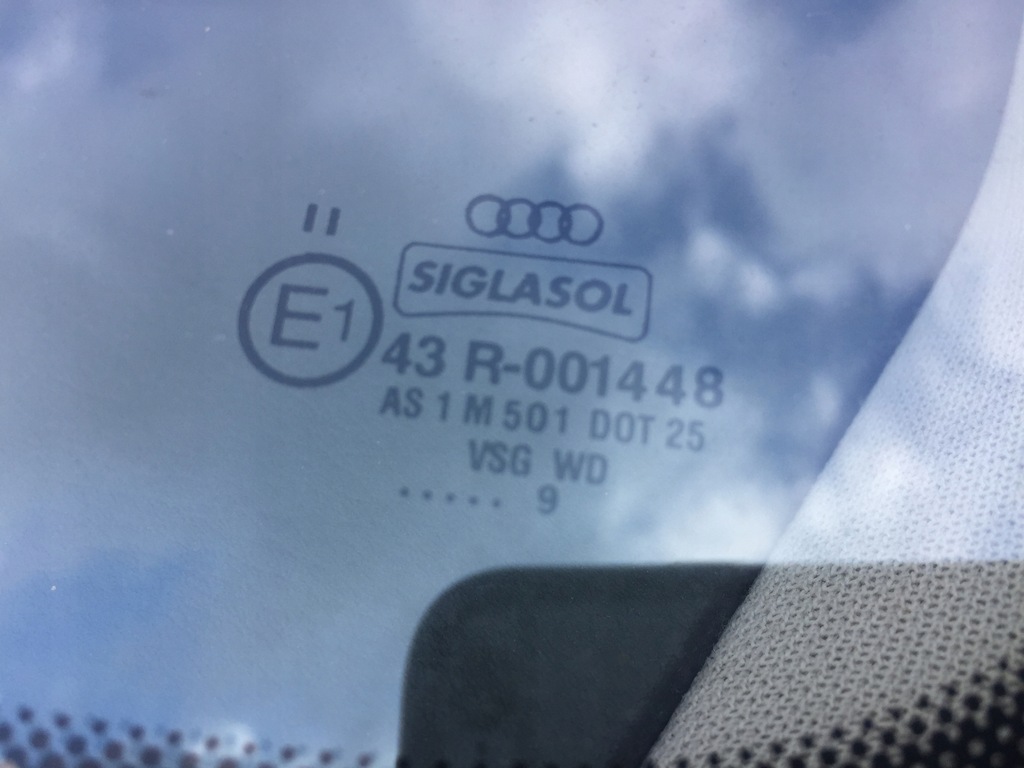 II
E1
SIGLASOL
43 R-001448
AS 1 M 501 DOT 25
VSG WD
..... 9